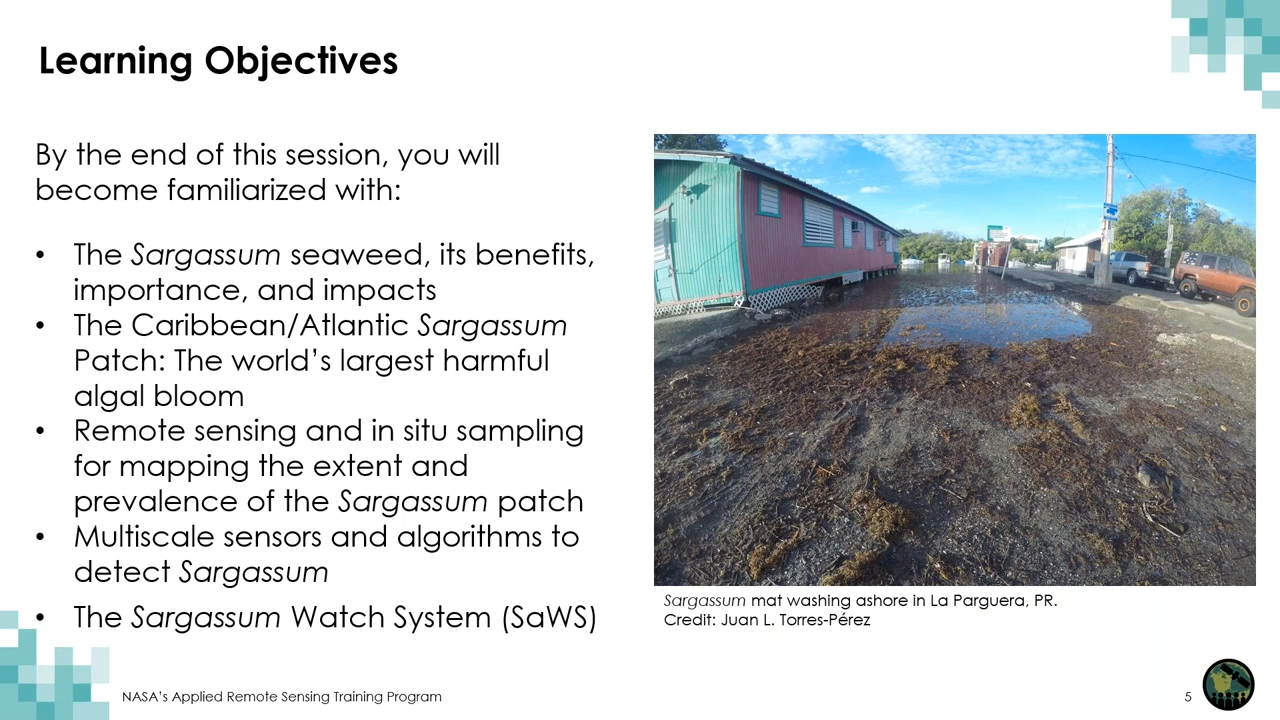 Learning Objectives
By the end of this session, you will
become familiarized with:
• The Sargassum seaweed, its benefits,
importance, and impacts
• The Caribbean/Atlantic Sargassum
Patch: The world’s largest harmful
algal bloom
• Remote sensing and in situ sampling
for mapping the extent and
prevalence of the Sargassum patch
• Multiscale sensors and algorithms to
detect Sargassum
• The Sargassum Watch System (SaWS)
Sargassum mat washing ashore in La Parguera, PR.
Credit: Juan L. Torres-Pérez
NASA’s Applied Remote Sensing Training Program
5